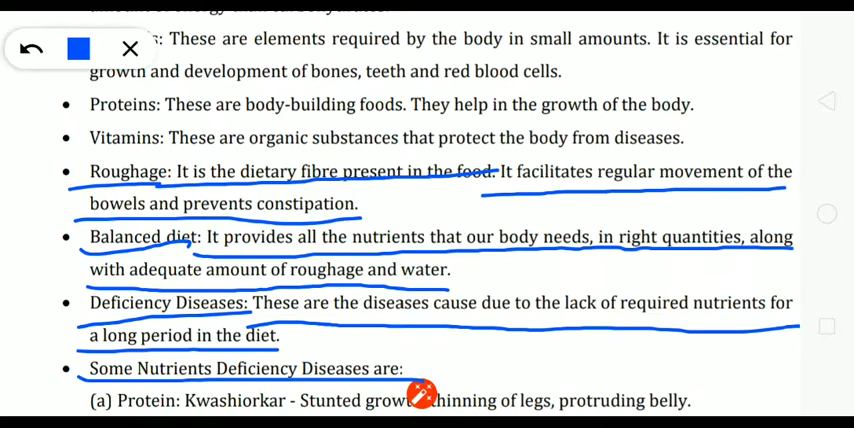 s: These are elements required by the body in small amounts. It is essential for
growth and development of bones, teeth and red blood cells.
• Proteins: These are body-building foods. They help in the growth of the body.
• Vitamins: These are organic substances that protect the body from diseases.
• Roughage: It is the dietary fibre present in the food. It facilitates regular movement of the
bowels and prevents constipation.
• Balanced diet: It provides all the nutrients that our body needs, in right quantities, along
with adequate amount of roughage and water.
• Deficiency Diseases: These are the diseases cause due to the lack of required nutrients for
a long period in the diet.
• Some Nutrients Deficiency Diseases are:
(a) Protein: Kwashiorkar - Stunted growt thinning of legs, protruding belly.